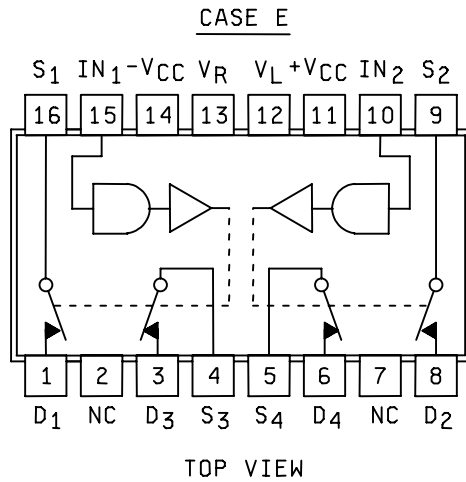 CASE E
S1 IN1 -VCC VR VL +VCC IN2 S2
16 15 14 13 12 11 10 9
1 2 3 4 5 6 7 8
D1 NC D3 S3 S4 D4 NC D2
TOP VIEW